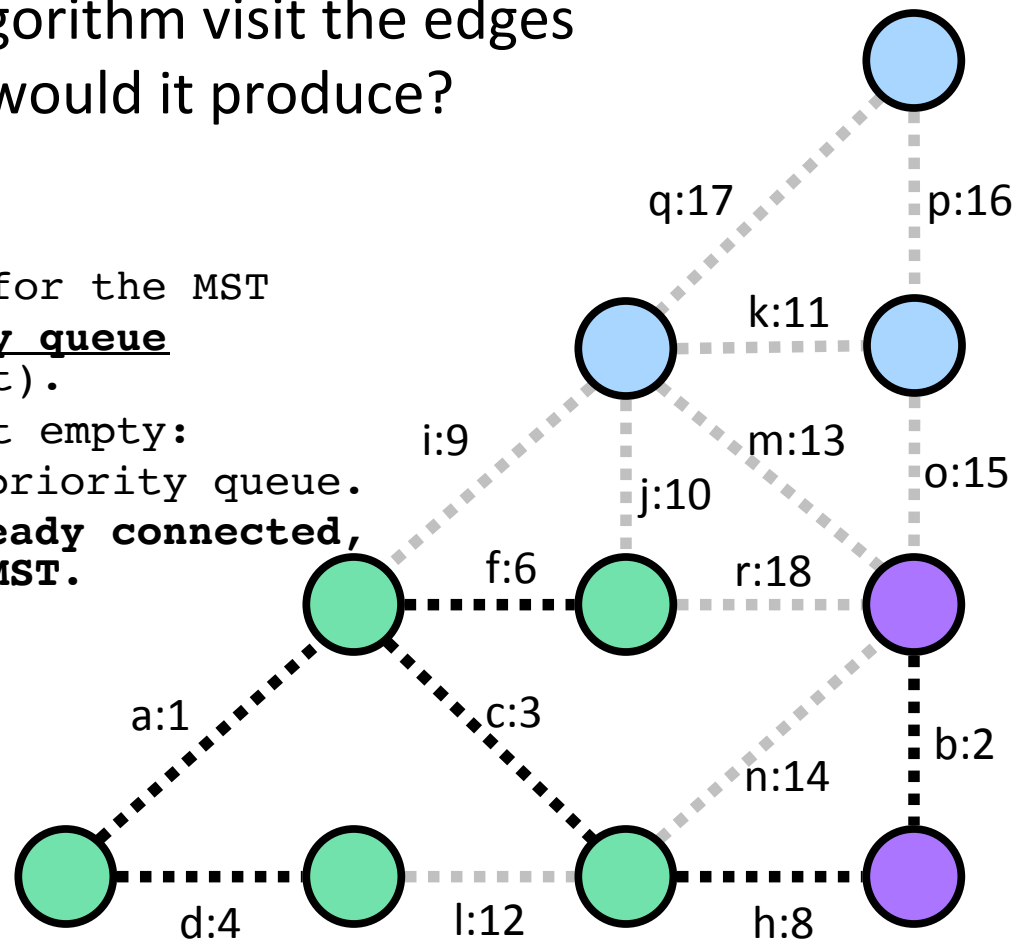 gorithm visit the edges
would it produce?
for the MST
y queue
t).
t empty:
priority queue.
eady connected,
MST.
q:17
p:16
k:11
i:9
m:13
j:10
o:15
f:6
r:18
a:1
c:3
b:2
n:14
d:4
l:12
h:8